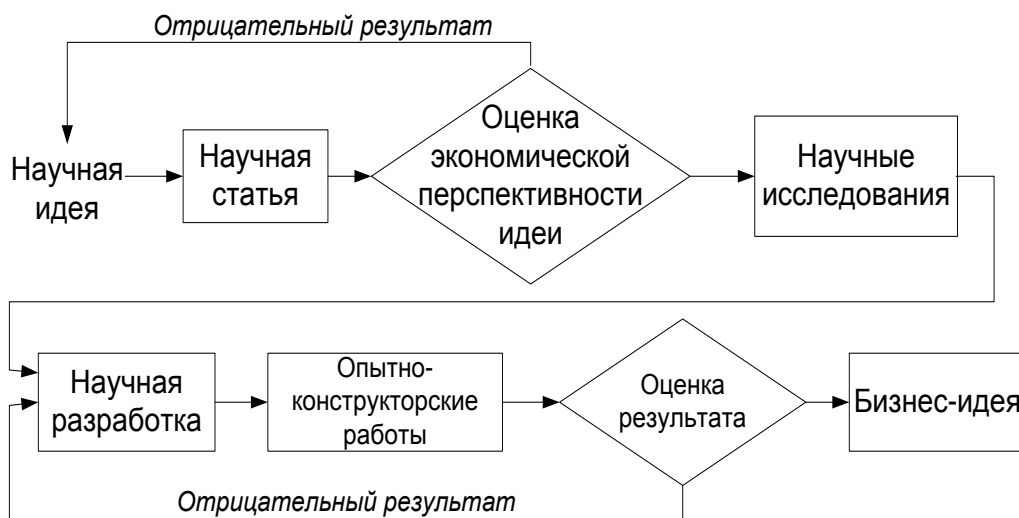 Отрицательный результат
Научная
идея
Научная
статья
Оценка
экономической
перспективности
идеи
Научные
исследования
Научная
разработка
Опытно-
конструкторские
работы
Оценка
результата
Бизнес-идея
Отрицательный результат